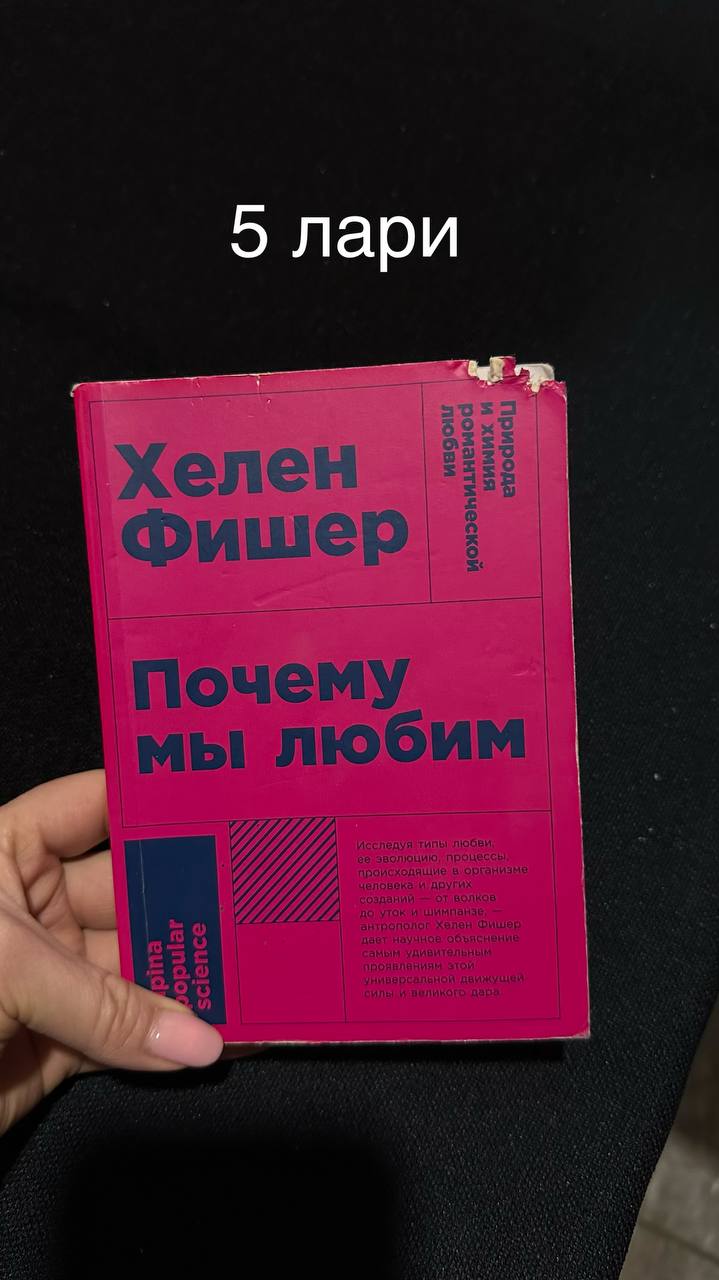 5 лари
Хелен
Фишер
Природа
и химия
романтической
любви
Почему
мы любим
Исследуя типы любви,
ее эволюцию, процессы,
происходящие в организме
человека и других
созданий — от волков
до уток и шимпанзе, —
антрополог Хелен Фишер
дает научное объяснение
самым удивительным
проявлениям этой
универсальной движущей
силы и великого дара.
popular
science